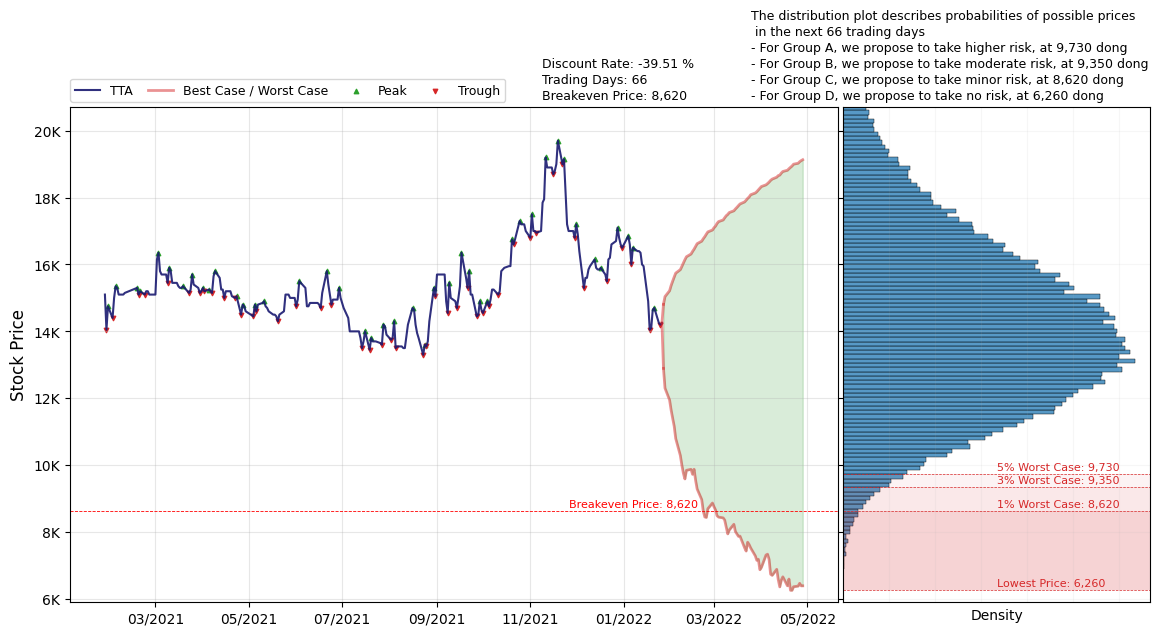 The distribution plot describes probabilities of possible prices
in the next 66 trading days
- For Group A, we propose to take higher risk, at 9,730 dong
- For Group B, we propose to take moderate risk, at 9,350 dong
- For Group C, we propose to take minor risk, at 8,620 dong
- For Group D, we propose to take no risk, at 6,260 dong
Discount Rate: -39.51 %
Trading Days: 66
Breakeven Price: 8,620
TTA
Best Case / Worst Case
Peak
Trough
Stock Price
20K
18K
16K
14K
12K
10K
8K
6K
Breakeven Price: 8,620
03/2021
05/2021
07/2021
09/2021
11/2021
01/2022
03/2022
05/2022
5% Worst Case: 9,730
3% Worst Case: 9,350
1% Worst Case: 8,620
Lowest Price: 6,260
Density